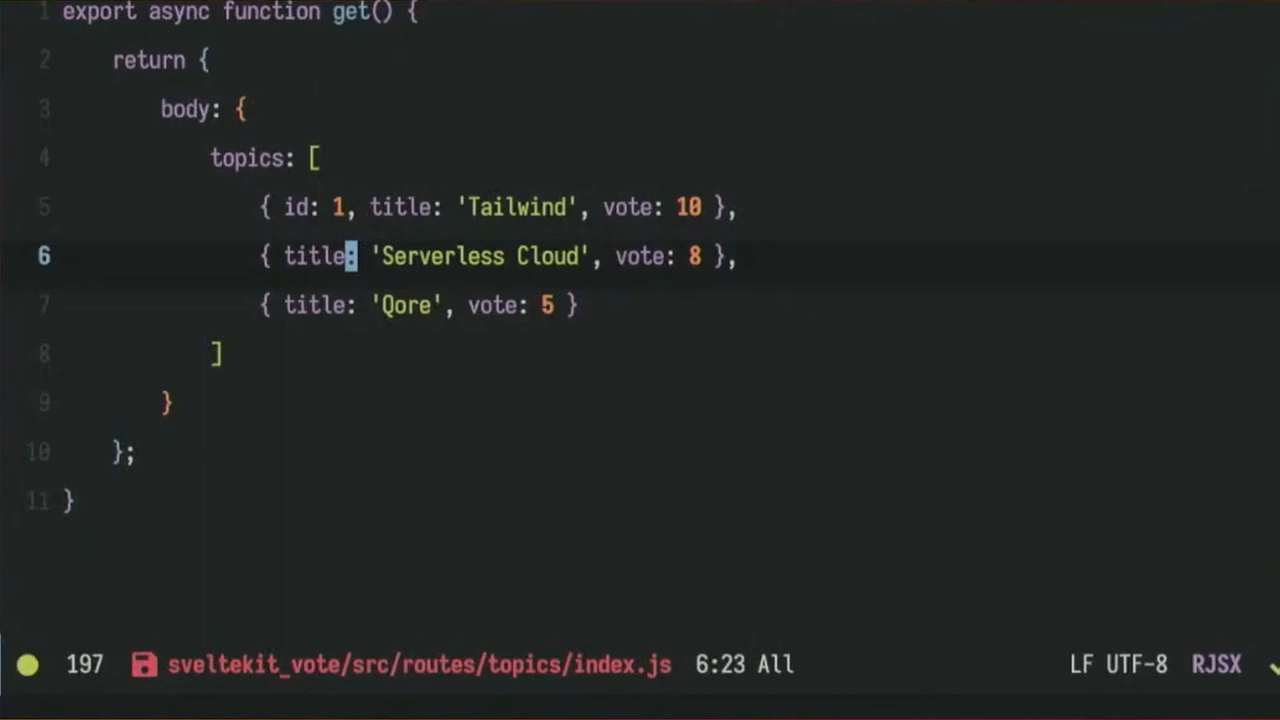 1 export async function get() {
2 return {
3 body: {
4 topics: [
5 { id: 1, title: 'Tailwind', vote: 10 },
6 { title: 'Serverless Cloud', vote: 8 },
7 { title: 'Qore', vote: 5 }
8 ]
9 }
10 };
11 }
197 sveltekit_vote/src/routes/topics/index.js 6:23 All LF UTF-8 RJSX